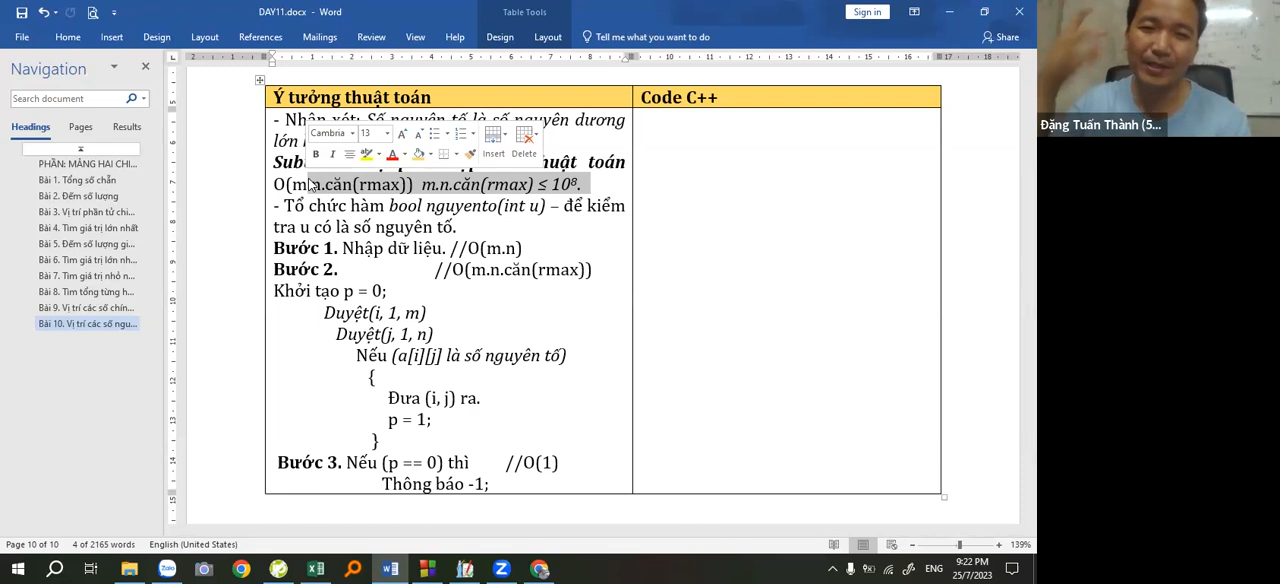 DAY11.docx - Word
Table Tools
Sign in
File Home Insert Design Layout References Mailings Review View Help Design Layout Tell me what you want to do Share
Navigation
Search document
Headings Pages Results
PHẦN: MẢNG HAI CHI...
Bài 1. Tổng số chẵn
Bài 2. Đếm số lượng
Bài 3. Vị trí phần tử chi...
Bài 4. Tìm giá trị lớn nhất
Bài 5. Đếm số lượng gi...
Bài 6. Tìm giá trị lớn nh...
Bài 7. Tìm giá trị nhỏ n...
Bài 8. Tìm tổng từng h...
Bài 9. Vị trí các số chín...
Bài 10. Vị trí các số ngu...
Ý tưởng thuật toán
Code C++
- Nhận xét: Số nguyên tố là số nguyên dương
lớn
Cambria 13
Insert Delete
Sub thuật toán
O(m.n.căn(rmax)) m.n.căn(rmax) ≤ 10⁸.
- Tổ chức hàm bool nguyento(int u) – để kiểm
tra u có là số nguyên tố.
Bước 1. Nhập dữ liệu. //O(m.n)
Bước 2. //O(m.n.căn(rmax))
Khởi tạo p = 0;
Duyệt(i, 1, m)
Duyệt(j, 1, n)
Nếu (a[i][j] là số nguyên tố)
{
Đưa (i, j) ra.
p = 1;
}
Bước 3. Nếu (p == 0) thì //O(1)
Thông báo -1;
Đặng Tuấn Thành (5...
Page 10 of 10 4 of 2165 words English (United States) 139%
Zalo
ENG
9:22 PM
25/7/2023